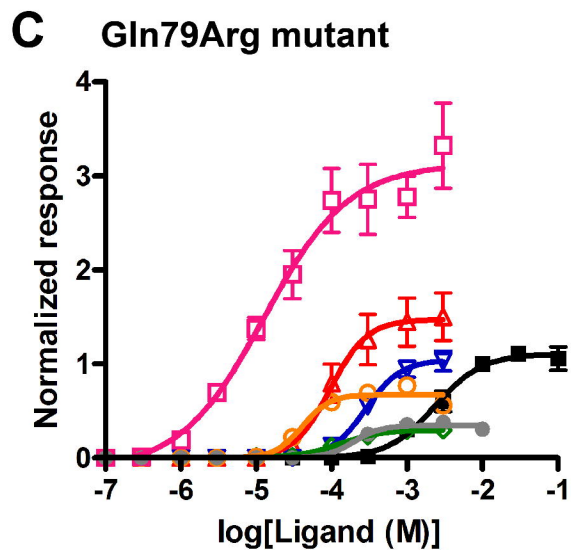 C Gln79Arg mutant
Normalized response
4
3
2
1
0
-7 -6 -5 -4 -3 -2 -1
log[Ligand (M)]